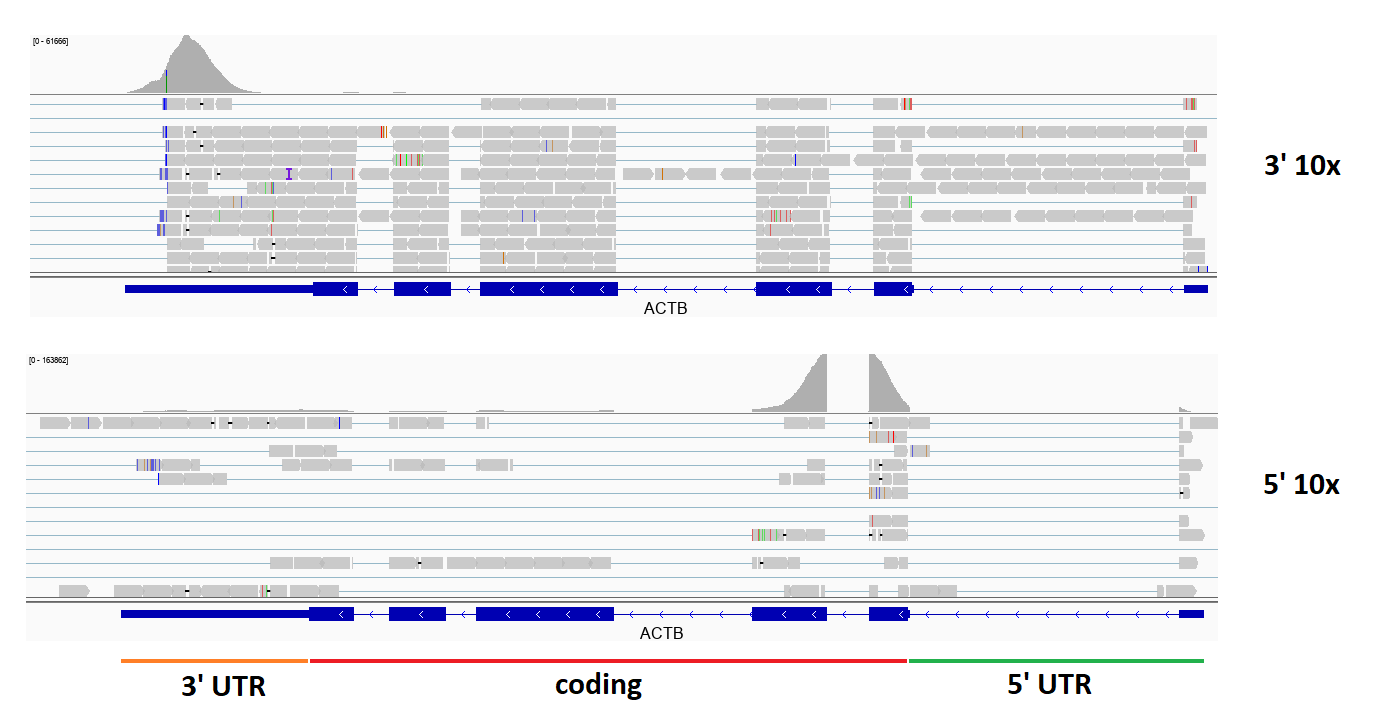 [0 - 61666]
3' 10x
ACTB
[0 - 163862]
5' 10x
ACTB
3' UTR
coding
5' UTR